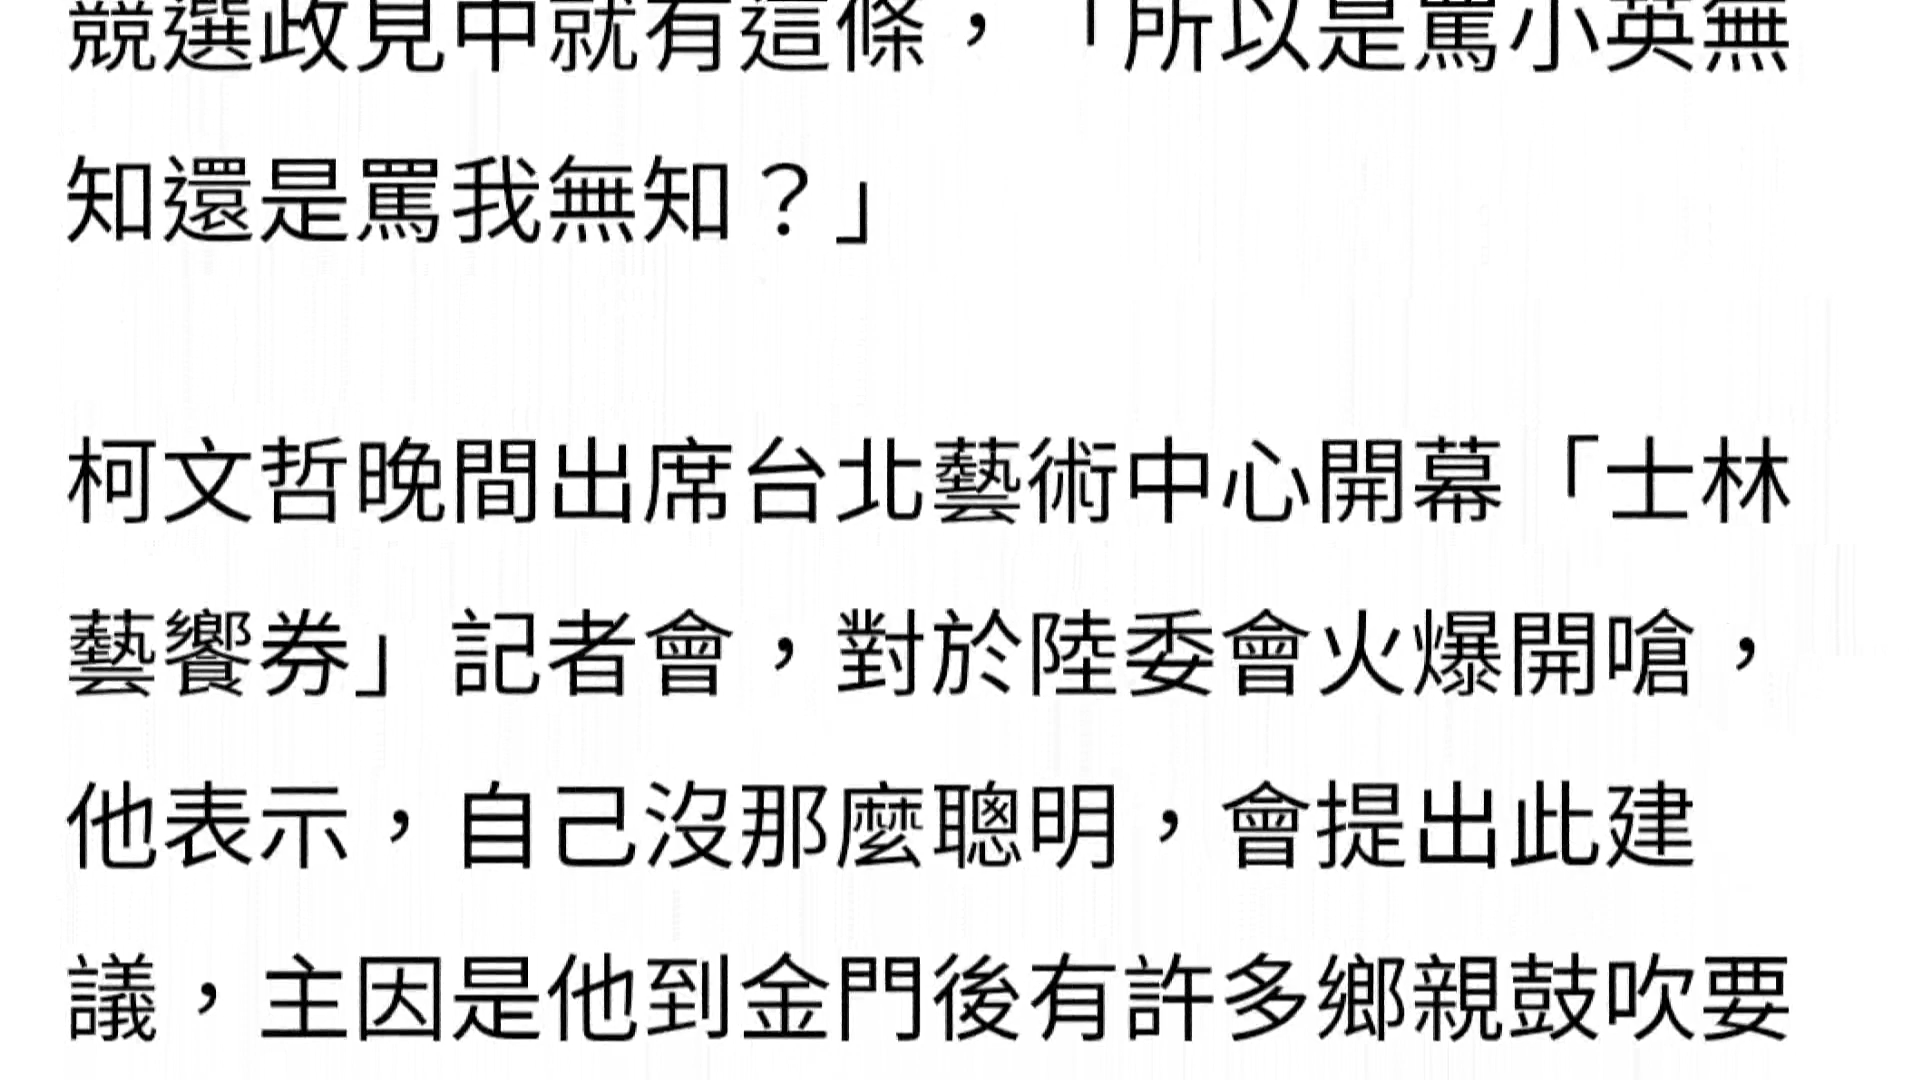 競選政見中就有這條，「所以是罵小英無
知還是罵我無知？」
柯文哲晚間出席台北藝術中心開幕「士林
藝饗券」記者會，對於陸委會火爆開嗆，
他表示，自己沒那麼聰明，會提出此建
議，主因是他到金門後有許多鄉親鼓吹要